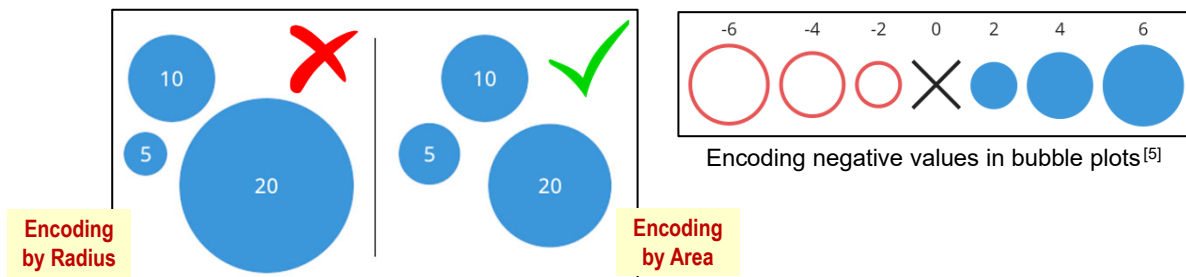 10
5
20
Encoding
by Radius
10
5
20
Encoding
by Area
-6 -4 -2 0 2 4 6
Encoding negative values in bubble plots[5]